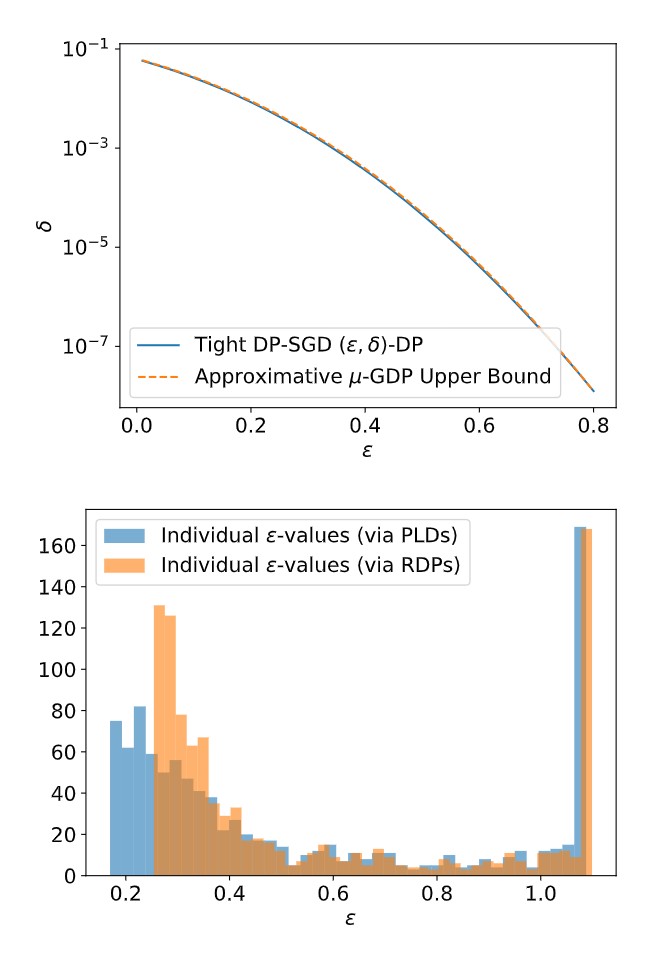 10⁻¹
10⁻³
10⁻⁵
10⁻⁷
δ
Tight DP-SGD (ε, δ)-DP
Approximative μ-GDP Upper Bound
0.0 0.2 0.4 0.6 0.8
ε
Individual ε-values (via PLDs)
Individual ε-values (via RDPs)
160
140
120
100
80
60
40
20
0
0.2 0.4 0.6 0.8 1.0
ε